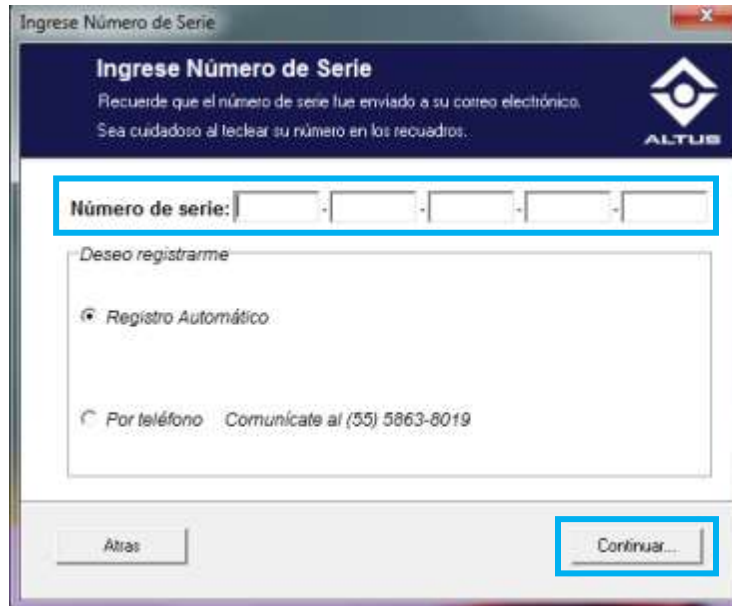 Ingrese Número de Serie
X
Ingrese Número de Serie
Recuerde que el número de serie fue enviado a su correo electrónico.
Sea cuidadoso al teclear su número en los recuadros.
ALTUS
Número de serie: - - - -
Deseo registrarme
Registro Automático
Por teléfono Comunícate al (55) 5863-8019
Atras
Continuar...